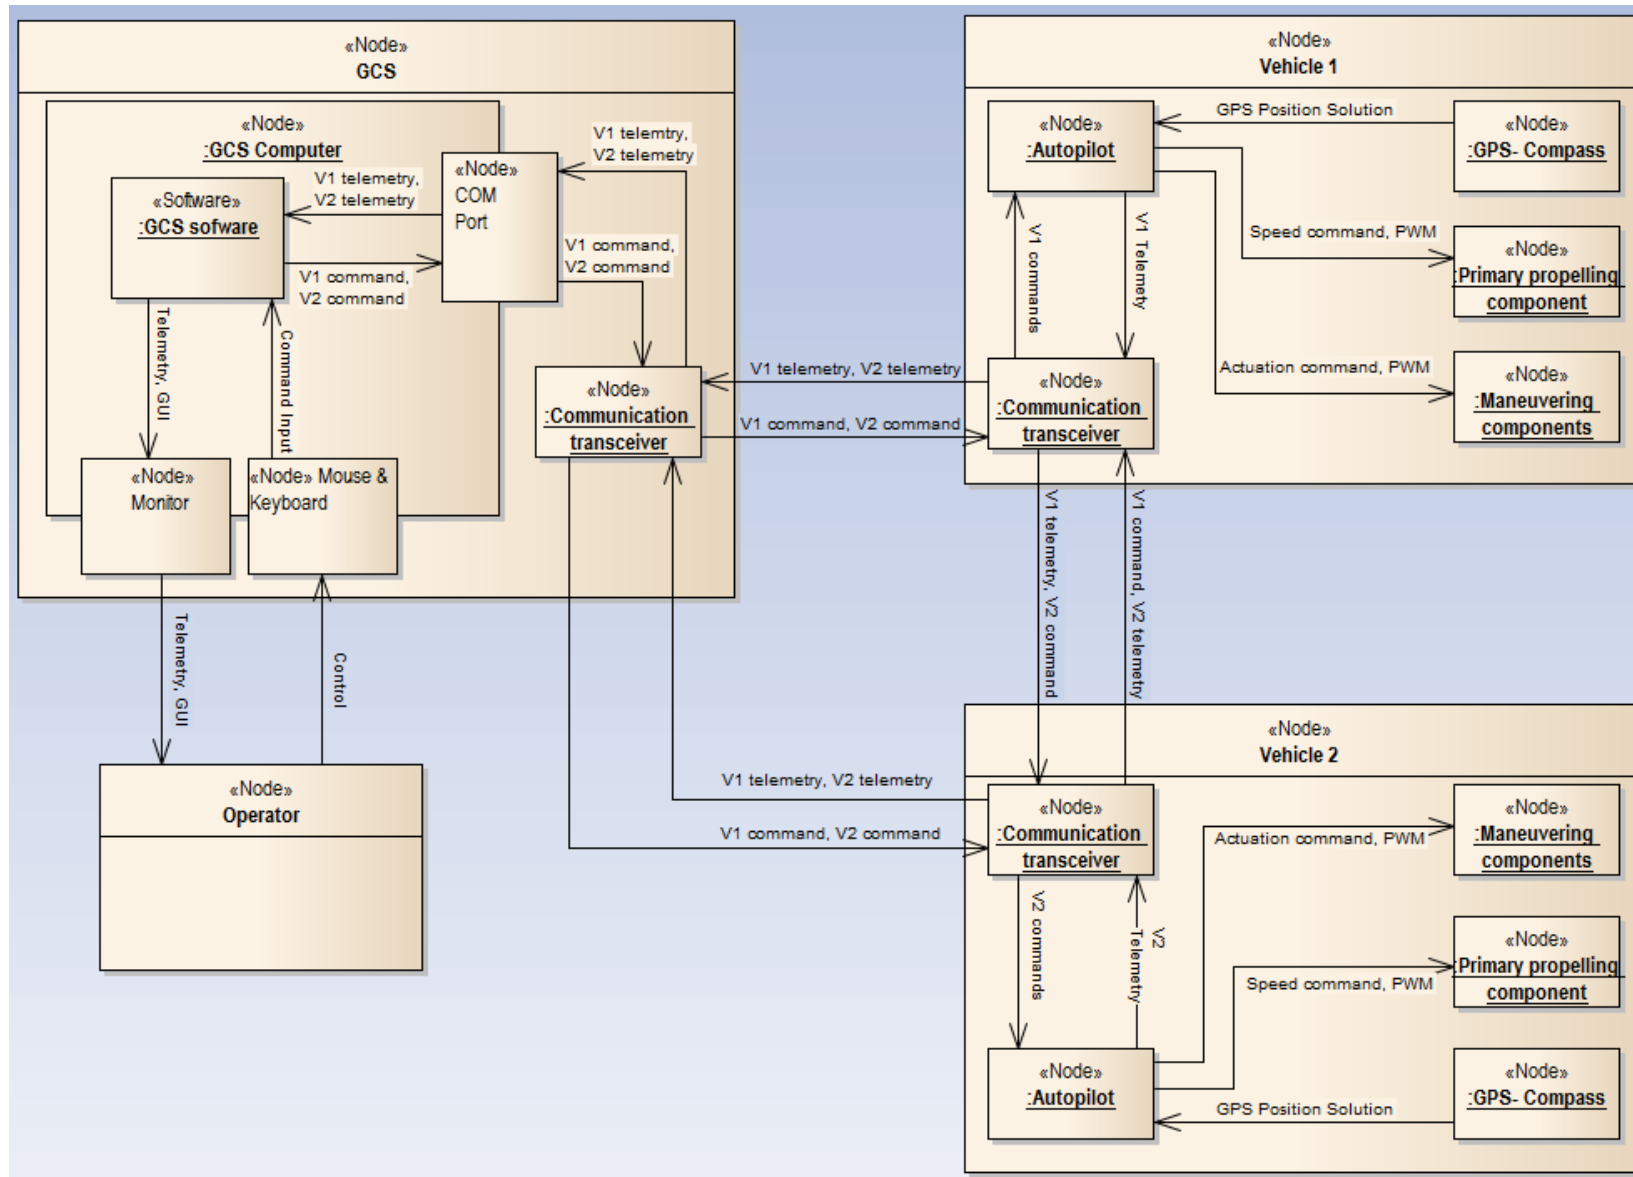 «Node»
GCS
«Node»
:GCS Computer
V1 telemtry,
V2 telemetry
«Node»
COM
Port
V1 telemetry,
V2 telemetry
«Software»
:GCS sofware
V1 command,
V2 command
V1 command,
V2 command
Telemetry, GUI
Command Input
«Node»
:Communication
transceiver
«Node»
Monitor
«Node» Mouse &
Keyboard
Telemetry, GUI
Control
«Node»
Operator
V1 telemetry, V2 telemetry
V1 command, V2 command
«Node»
Vehicle 1
«Node»
:Autopilot
GPS Position Solution
«Node»
:GPS- Compass
V1 commands
V1 Telemety
Speed command, PWM
«Node»
:Primary propelling
component
Actuation command, PWM
«Node»
:Maneuvering
components
«Node»
:Communication
transceiver
V1 telemetry, V2 command
V1 command, V2 telemetry
«Node»
Vehicle 2
V1 telemetry, V2 telemetry
V1 command, V2 command
«Node»
:Communication
transceiver
Actuation command, PWM
«Node»
:Maneuvering
components
V2 commands
V2
Telemetry
Speed command, PWM
«Node»
:Primary propelling
component
«Node»
:Autopilot
GPS Position Solution
«Node»
:GPS- Compass